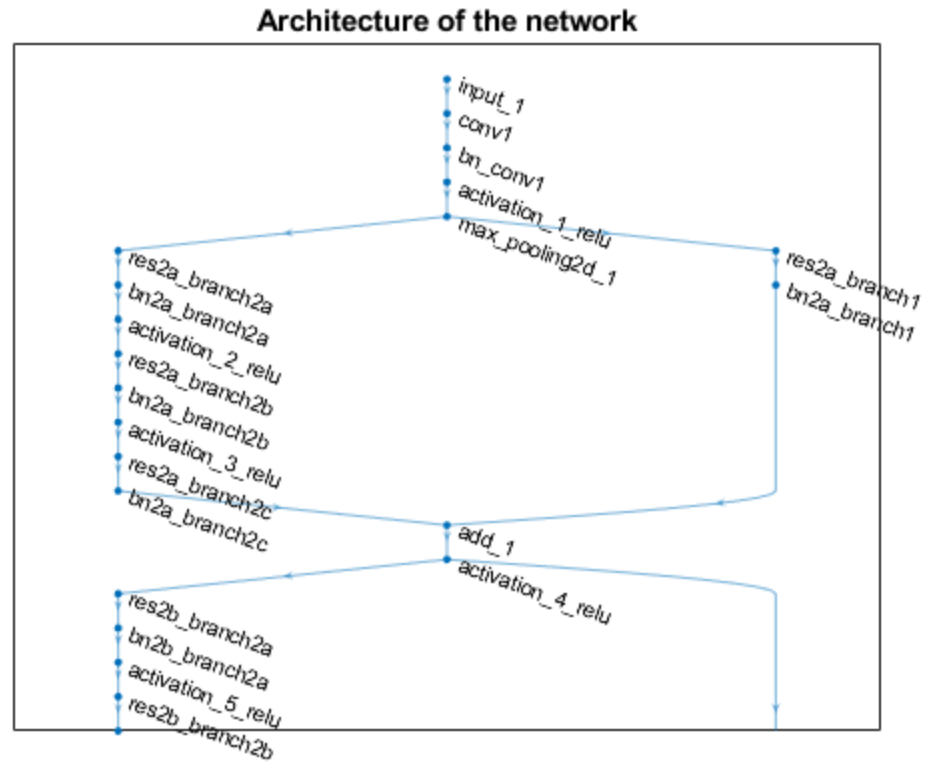 Architecture of the network
input_1
conv1
bn_conv1
activation_1_relu
max_pooling2d_1
res2a_branch2a
bn2a_branch2a
activation_2_relu
res2a_branch2b
bn2a_branch2b
activation_3_relu
res2a_branch2c
bn2a_branch2c
res2a_branch1
bn2a_branch1
add_1
activation_4_relu
res2b_branch2a
bn2b_branch2a
activation_5_relu
res2b_branch2b